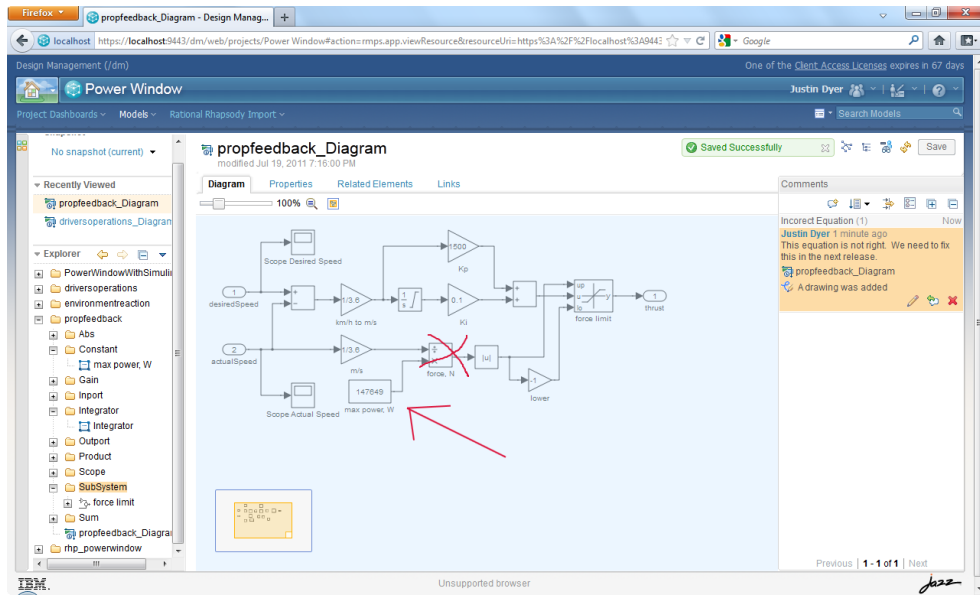 Firefox
propfeedback_Diagram - Design Manag...
localhost https://localhost:9443/dm/web/projects/Power Window#action=rmps.app.viewResource&resourceUri=https%3A%2F%2Flocalhost%3A9443
Google
Design Management (/dm)
One of the Client Access Licenses expires in 67 days
Power Window
Justin Dyer
Project Dashboards Models Rational Rhapsody Import
Search Models
No snapshot (current)
propfeedback_Diagram
modified Jul 19, 2011 7:16:00 PM
Saved Successfully
Save
Recently Viewed
propfeedback_Diagram
driversoperations_Diagram
Diagram Properties Related Elements Links
100%
Explorer
PowerWindowWithSimulin
driversoperations
environmentreaction
propfeedback
Abs
Constant
max power, W
Gain
Inport
Integrator
Integrator
Outport
Product
Scope
SubSystem
force limit
Sum
propfeedback_Diagra
rhp_powerwindow
Scope Desired Speed
1500
Kp
1
desiredSpeed
+
−
1/3.6
km/h to m/s
1
s
0.1
Ki
+
+
up
u
lo
y
force limit
1
thrust
2
actualSpeed
1/3.6
m/s
÷
force, N
|u|
-1
lower
147649
max power, W
Scope Actual Speed
Comments
Incorect Equation (1) Now
Justin Dyer 1 minute ago
This equation is not right. We need to fix
this in the next release.
propfeedback_Diagram
A drawing was added
Previous | 1 - 1 of 1 | Next
IBM.
Unsupported browser
jazz